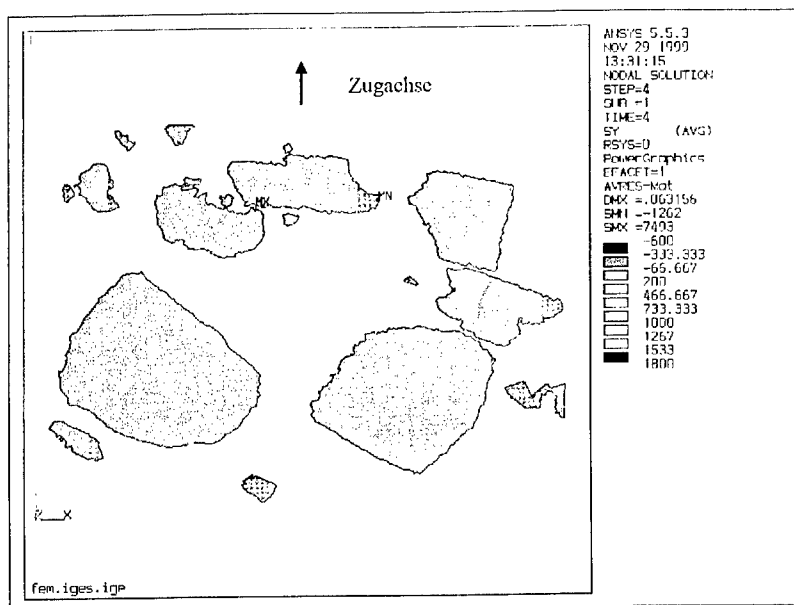 ANSYS 5.5.3
NOV 29 1999
13:31:15
NODAL SOLUTION
STEP=4
SUB =1
TIME=4
SY (AVG)
RSYS=0
PowerGraphics
EFACET=1
AVRES=Mat
DMX =.063156
SMN =-1202
SMX =7493
-600
-333.333
-66.667
200
466.667
733.333
1000
1267
1533
1800
Zugachse
MX
MN
X
fem.iges.igp